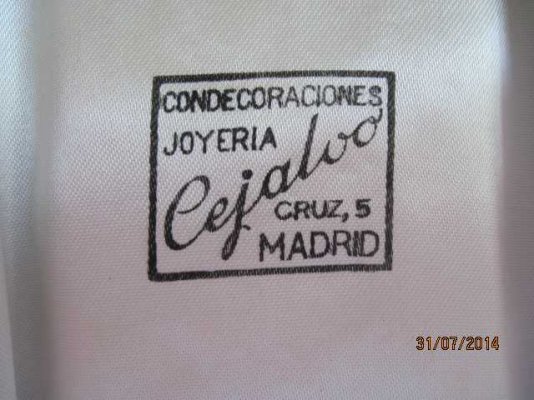 CONDECORACIONES
JOYERIA
Cejalvo
CRUZ, 5
MADRID
31/07/2014